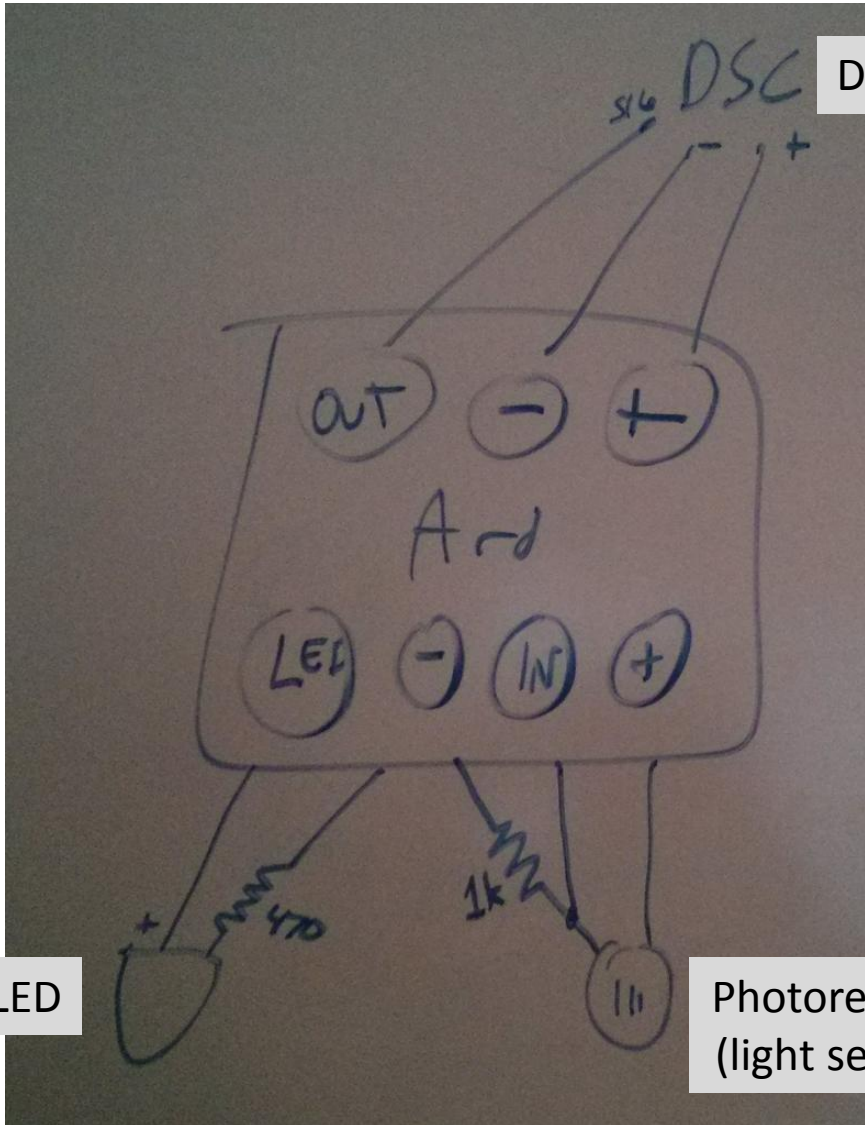 DSC
D
SIG
- +
OUT - +
Ard
LED - IN +
1k
470
+
LED
Photore
(light se